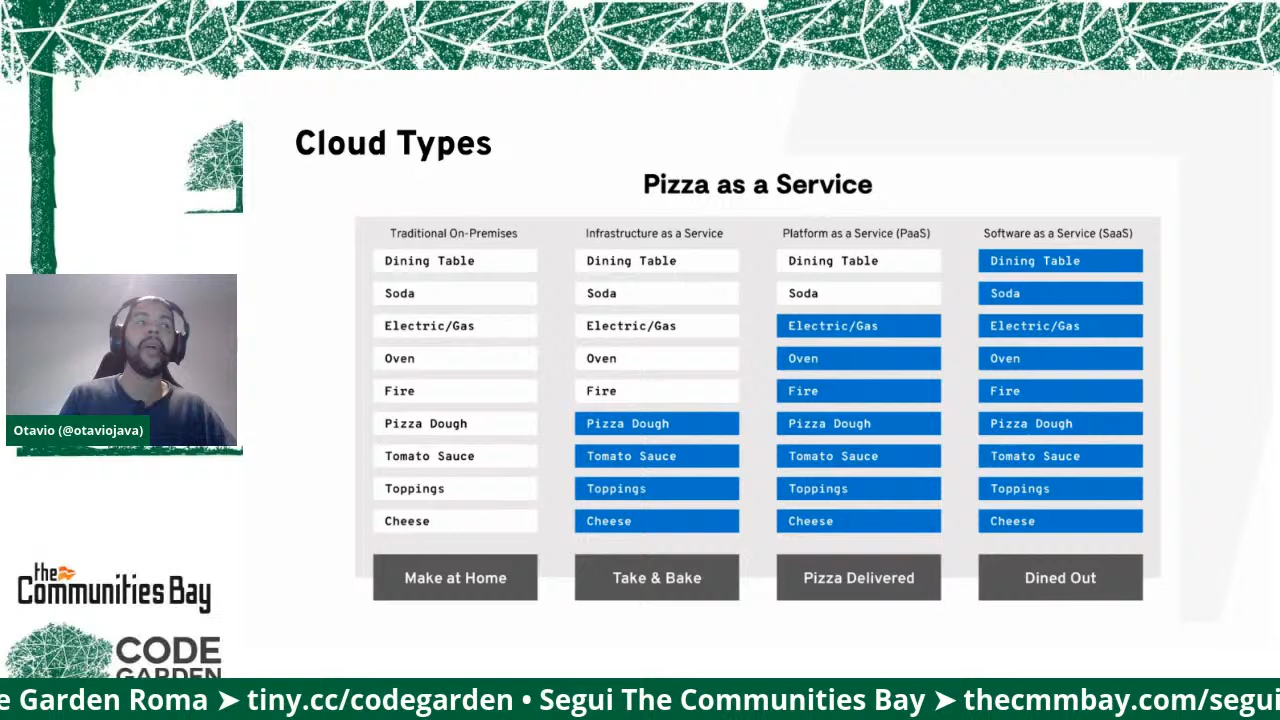 Cloud Types
Pizza as a Service
Traditional On-Premises
Dining Table
Soda
Electric/Gas
Oven
Fire
Pizza Dough
Tomato Sauce
Toppings
Cheese
Make at Home
Infrastructure as a Service
Dining Table
Soda
Electric/Gas
Oven
Fire
Pizza Dough
Tomato Sauce
Toppings
Cheese
Take & Bake
Platform as a Service (PaaS)
Dining Table
Soda
Electric/Gas
Oven
Fire
Pizza Dough
Tomato Sauce
Toppings
Cheese
Pizza Delivered
Software as a Service (SaaS)
Dining Table
Soda
Electric/Gas
Oven
Fire
Pizza Dough
Tomato Sauce
Toppings
Cheese
Dined Out
Otavio (@otaviojava)
the
Communities Bay
CODE
GARDEN
e Garden Roma ➤ tiny.cc/codegarden • Segui The Communities Bay ➤ thecmmbay.com/segui